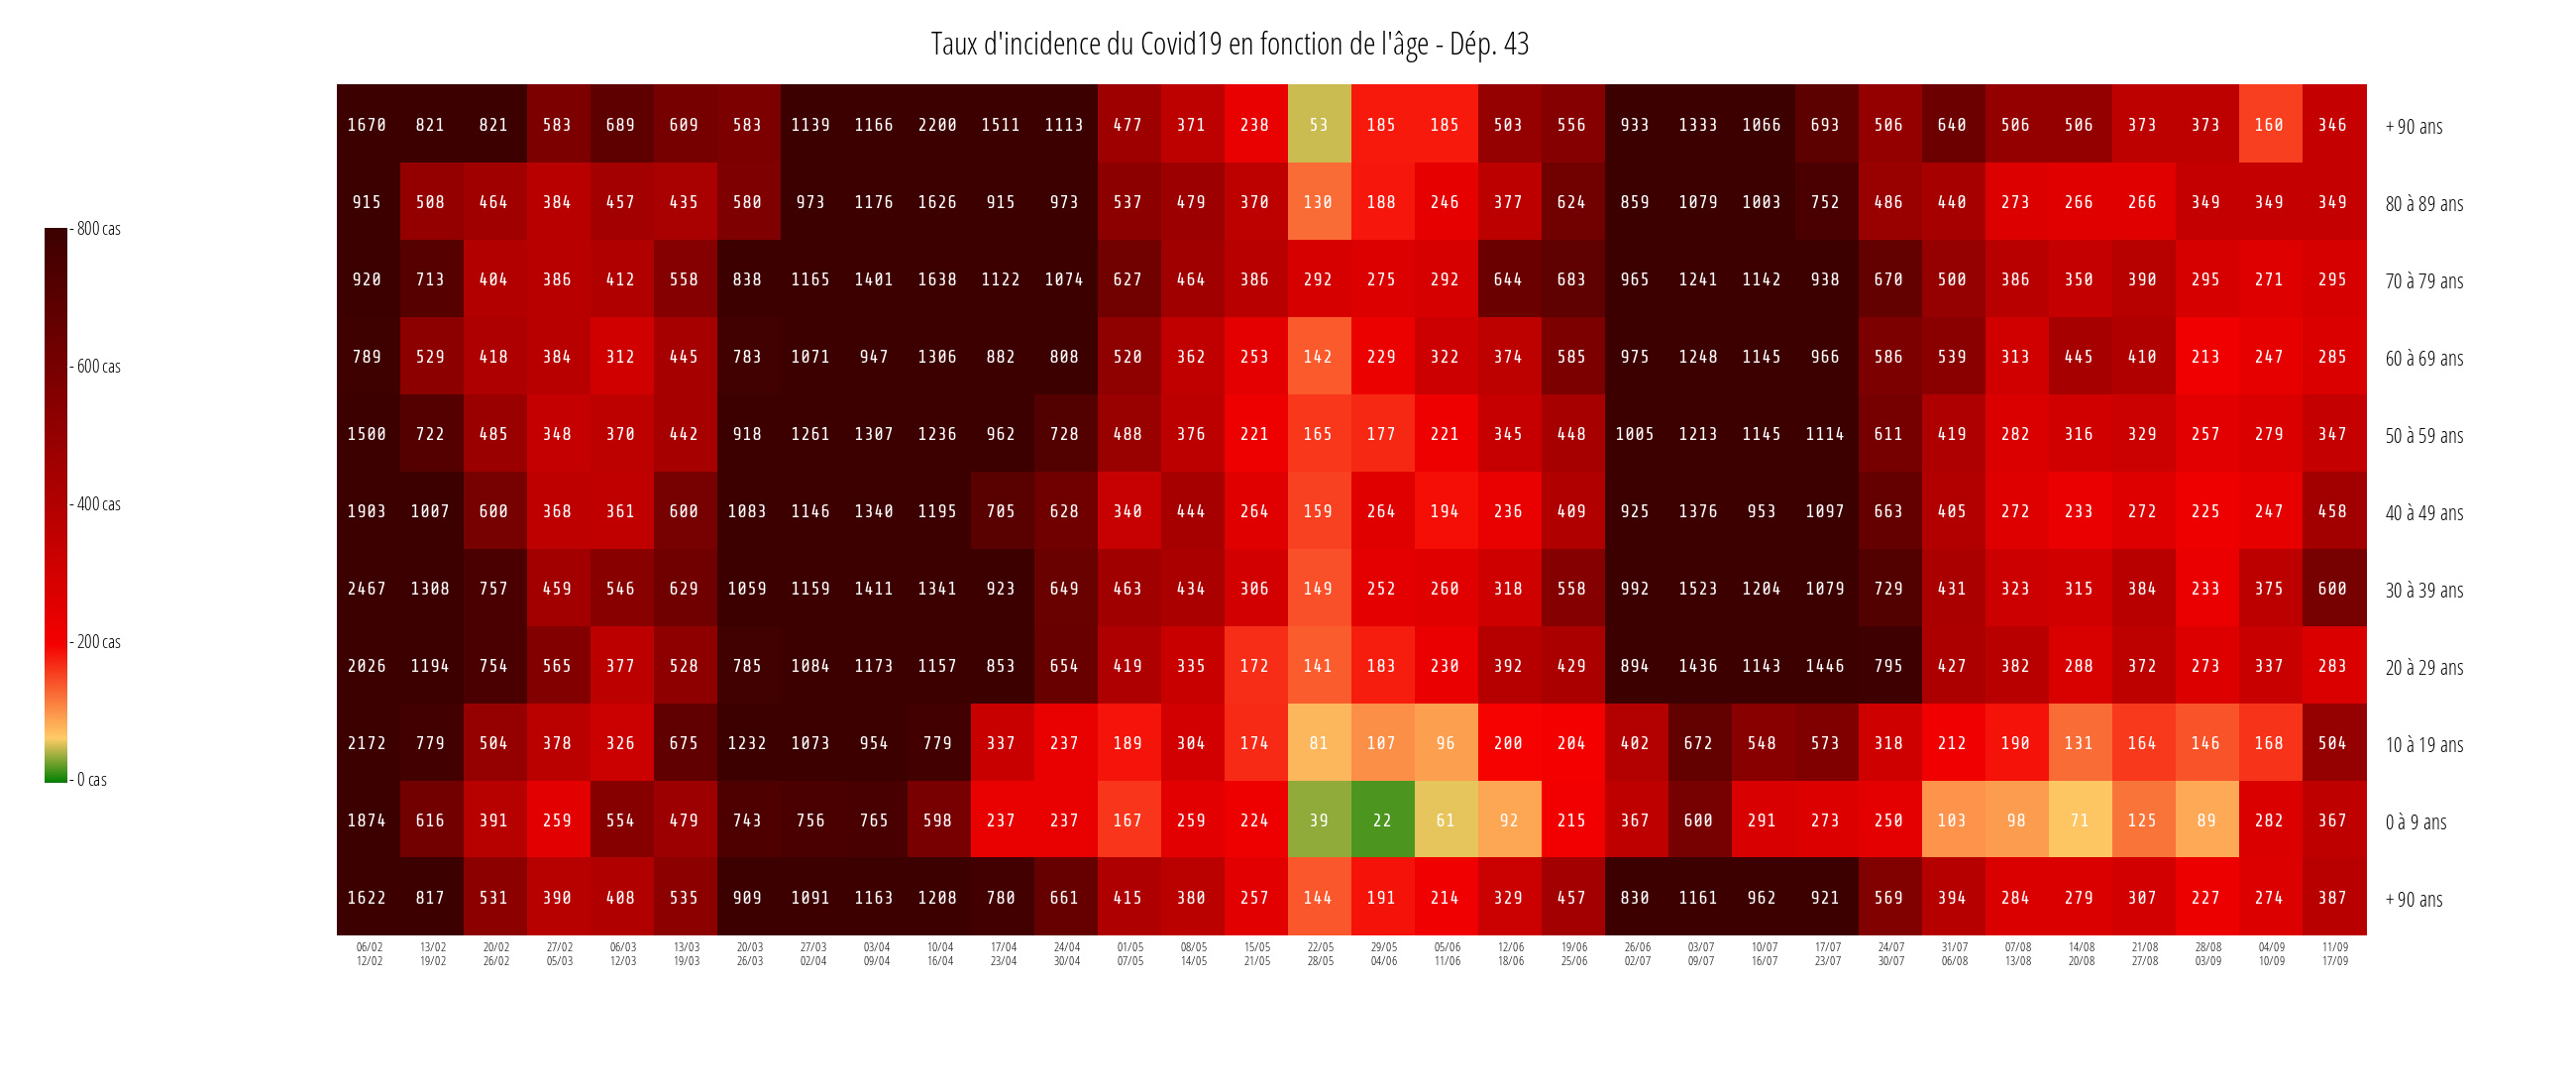 Taux d'incidence du Covid19 en fonction de l'âge - Dép. 43
- 800 cas
- 600 cas
- 400 cas
- 200 cas
- 0 cas
1670 821 821 583 689 609 583 1139 1166 2200 1511 1113 477 371 238 53 185 185 503 556 933 1333 1066 693 506 640 506 506 373 373 160 346 + 90 ans
915 508 464 384 457 435 580 973 1176 1626 915 973 537 479 370 130 188 246 377 624 859 1079 1003 752 486 440 273 266 266 349 349 349 80 à 89 ans
920 713 404 386 412 558 838 1165 1401 1638 1122 1074 627 464 386 292 275 292 644 683 965 1241 1142 938 670 500 386 350 390 295 271 295 70 à 79 ans
789 529 418 384 312 445 783 1071 947 1306 882 808 520 362 253 142 229 322 374 585 975 1248 1145 966 586 539 313 445 410 213 247 285 60 à 69 ans
1500 722 485 348 370 442 918 1261 1307 1236 962 728 488 376 221 165 177 221 345 448 1005 1213 1145 1114 611 419 282 316 329 257 279 347 50 à 59 ans
1903 1007 600 368 361 600 1083 1146 1340 1195 705 628 340 444 264 159 264 194 236 409 925 1376 953 1097 663 405 272 233 272 225 247 458 40 à 49 ans
2467 1308 757 459 546 629 1059 1159 1411 1341 923 649 463 434 306 149 252 260 318 558 992 1523 1204 1079 729 431 323 315 384 233 375 600 30 à 39 ans
2026 1194 754 565 377 528 785 1084 1173 1157 853 654 419 335 172 141 183 230 392 429 894 1436 1143 1446 795 427 382 288 372 273 337 283 20 à 29 ans
2172 779 504 378 326 675 1232 1073 954 779 337 237 189 304 174 81 107 96 200 204 402 672 548 573 318 212 190 131 164 146 168 504 10 à 19 ans
1874 616 391 259 554 479 743 756 765 598 237 237 167 259 224 39 22 61 92 215 367 600 291 273 250 103 98 71 125 89 282 367 0 à 9 ans
1622 817 531 390 408 535 909 1091 1163 1208 780 661 415 380 257 144 191 214 329 457 830 1161 962 921 569 394 284 279 307 227 274 387 + 90 ans
06/02 13/02 20/02 27/02 06/03 13/03 20/03 27/03 03/04 10/04 17/04 24/04 01/05 08/05 15/05 22/05 29/05 05/06 12/06 19/06 26/06 03/07 10/07 17/07 24/07 31/07 07/08 14/08 21/08 28/08 04/09 11/09
12/02 19/02 26/02 05/03 12/03 19/03 26/03 02/04 09/04 16/04 23/04 30/04 07/05 14/05 21/05 28/05 04/06 11/06 18/06 25/06 02/07 09/07 16/07 23/07 30/07 06/08 13/08 20/08 27/08 03/09 10/09 17/09